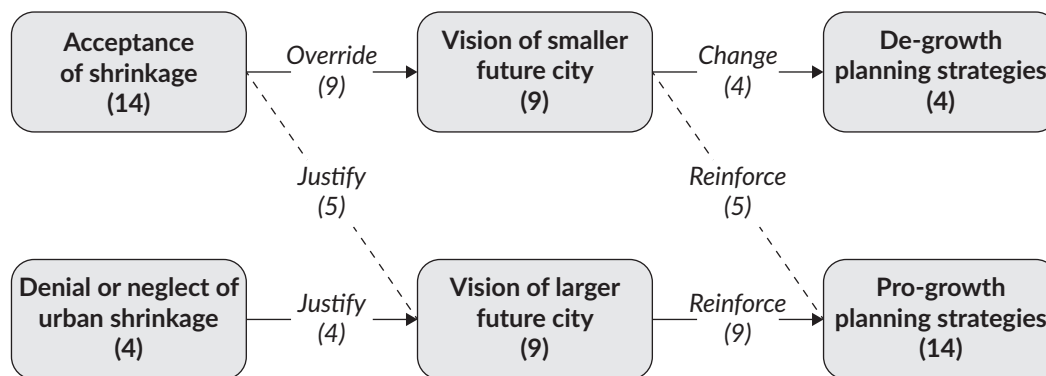 Acceptance
of shrinkage
(14)
Override
(9)
Vision of smaller
future city
(9)
Change
(4)
De-growth
planning strategies
(4)
Justify
(5)
Reinforce
(5)
Denial or neglect of
urban shrinkage
(4)
Justify
(4)
Vision of larger
future city
(9)
Reinforce
(9)
Pro-growth
planning strategies
(14)